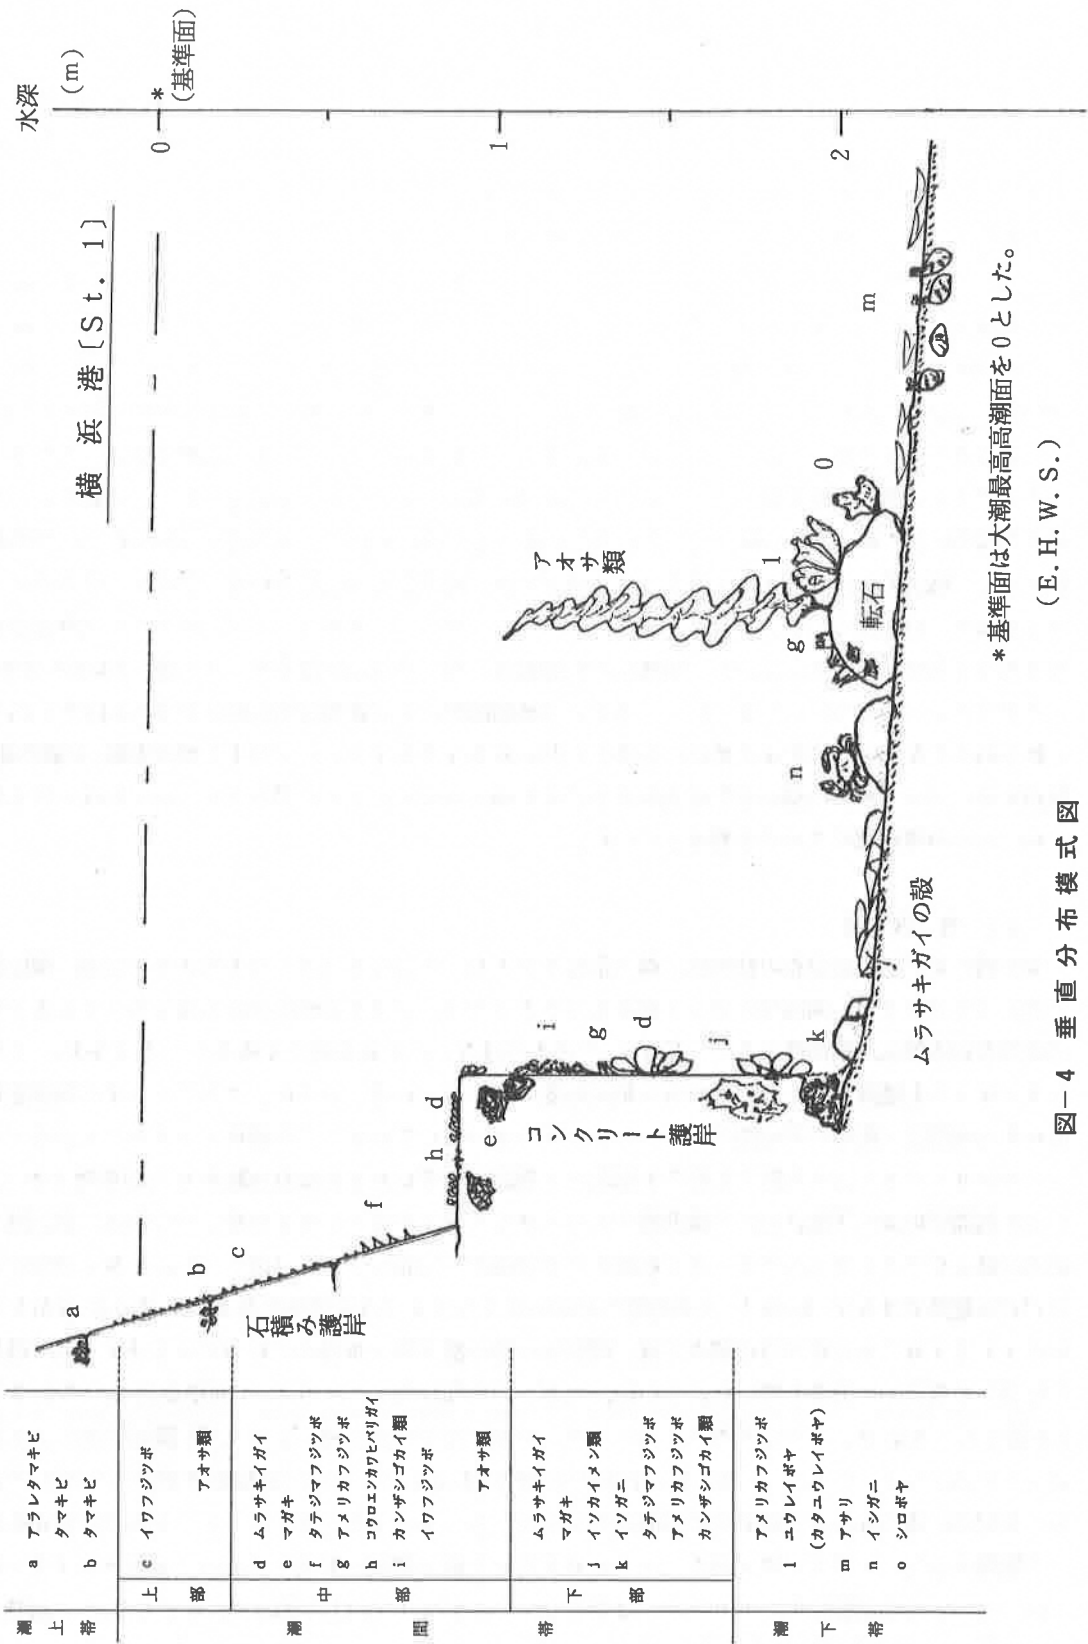 横浜港〔St. 1〕
水深
(m)
0
*
(基準面)
1
2
a
b
c
石積み護岸
f
h
d
e
コンクリート護岸
i
g
d
j
k
ムラサキガイの殻
n
g
転石
l
アオサ類
0
m
*基準面は大潮最高高潮面を0とした。
(E.H.W.S.)
潮上帯
a アラレタマキビ
タマキビ
b タマキビ
潮間帯
上部
c イワフジツボ
アオサ類
中部
d ムラサキイガイ
e マガキ
f タテジマフジツボ
g アメリカフジツボ
h コウロエンカワヒバリガイ
i カンザシゴカイ類
イワフジツボ
アオサ類
下部
ムラサキイガイ
マガキ
j イソカイメン類
k イソガニ
タテジマフジツボ
アメリカフジツボ
カンザシゴカイ類
潮下帯
アメリカフジツボ
l ユウレイボヤ
(カタユウレイボヤ)
m アサリ
n イシガニ
o シロボヤ
図-4 垂直分布模式図